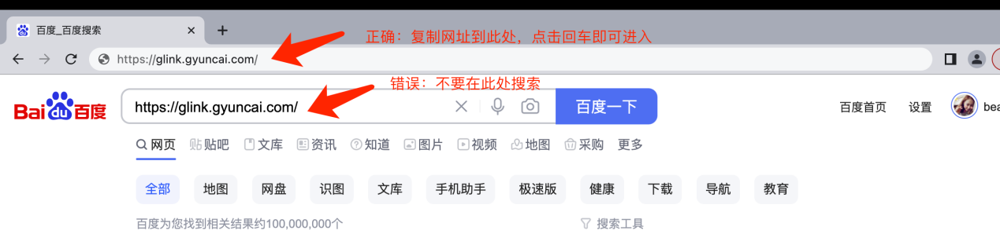 百度_百度搜索
正确：复制网址到此处，点击回车即可进入
https://glink.gyuncai.com/
错误：不要在此处搜索
Bai du 百度
https://glink.gyuncai.com/
百度一下
百度首页 设置 bea
网页 贴吧 文库 资讯 知道 图片 视频 地图 采购 更多
全部 地图 网盘 识图 文库 手机助手 极速版 健康 下载 导航 教育
百度为您找到相关结果约100,000,000个 搜索工具